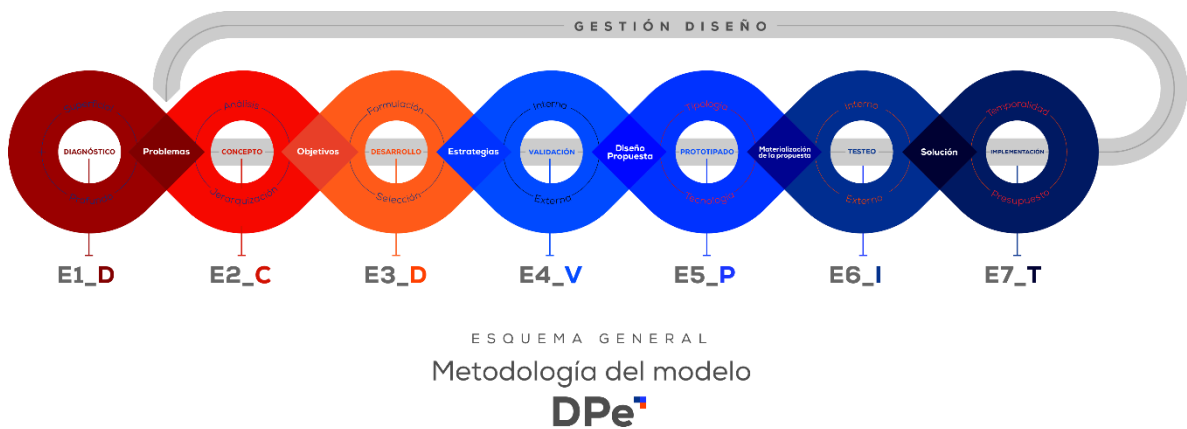 GESTIÓN DISEÑO
DIAGNÓSTICO
Problemas
Análisis
CONCEPTO
Jerarquización
Objetivos
Formulación
DESARROLLO
Selección
Estrategias
Interna
VALIDACIÓN
Externa
Diseño
Propuesta
Tipología
PROTOTIPADO
Tecnología
Materialización
de la propuesta
Interno
TESTEO
Externo
Solución
Temporalidad
IMPLEMENTACIÓN
Presupuesto
E1_D
E2_C
E3_D
E4_V
E5_P
E6_I
E7_T
ESQUEMA GENERAL
Metodología del modelo
DPe